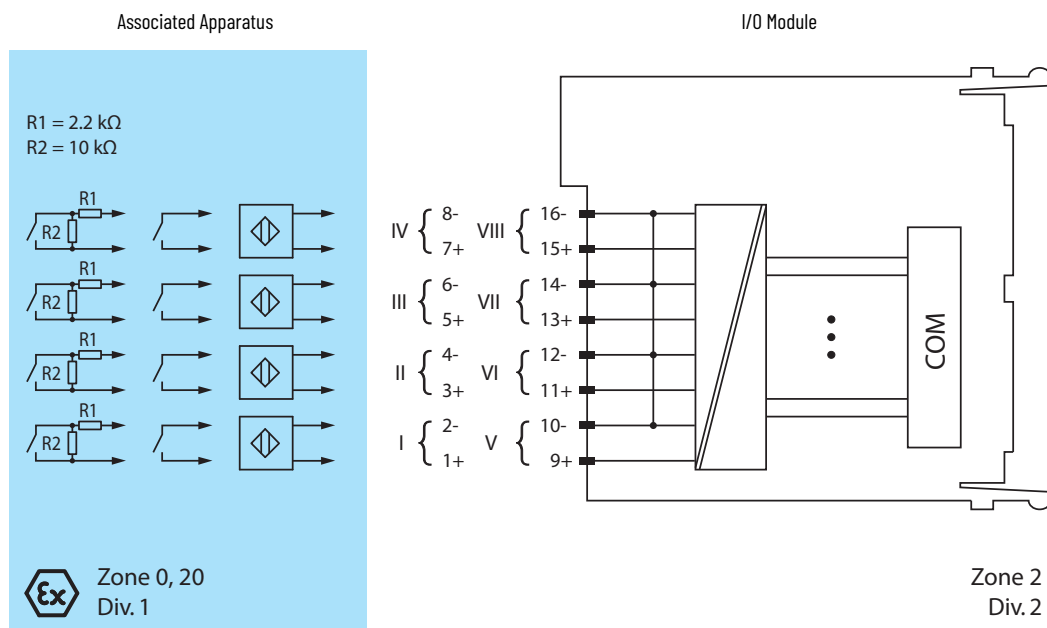 Associated Apparatus
I/O Module
R1 = 2.2 kΩ
R2 = 10 kΩ
R1
R2
IV 8- VIII 16-
7+ 15+
R1
R2
III 6- VII 14-
5+ 13+
R1
R2
II 4- VI 12-
3+ 11+
R1
R2
I 2- V 10-
1+ 9+
COM
Ex
Zone 0, 20
Div. 1
Zone 2
Div. 2